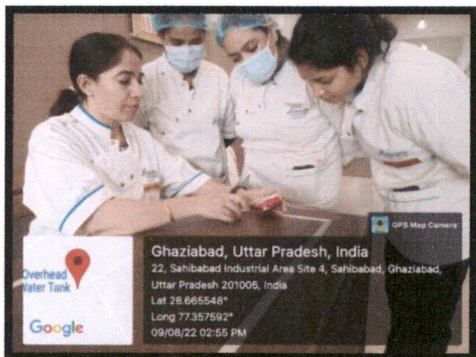 GPS Map Camera
Ghaziabad, Uttar Pradesh, India
22, Sahibabad Industrial Area Site 4, Sahibabad, Ghaziabad,
Uttar Pradesh 201005, India
Lat 28.665548°
Long 77.357592°
09/08/22 02:55 PM
Overhead
Water Tank
Google